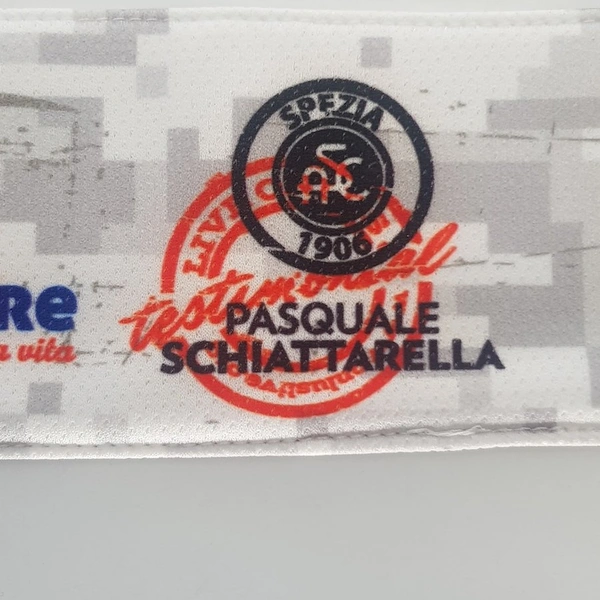 SPEZIA
1906
testimonial
PASQUALE
SCHIATTARELLA
Re
vita